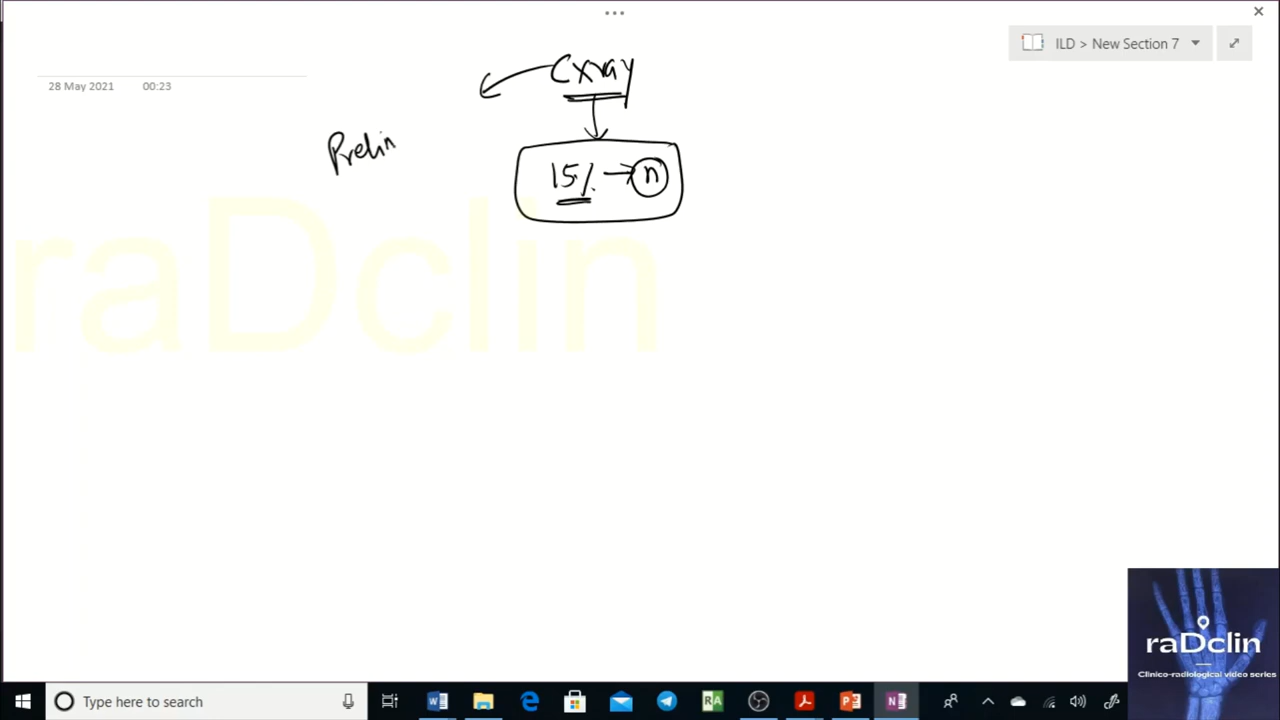 ILD > New Section 7
28 May 2021 00:23
Cxray
Prelin
15% → n
raDclin
raDclin
Clinico-radiological video series
Type here to search
RA